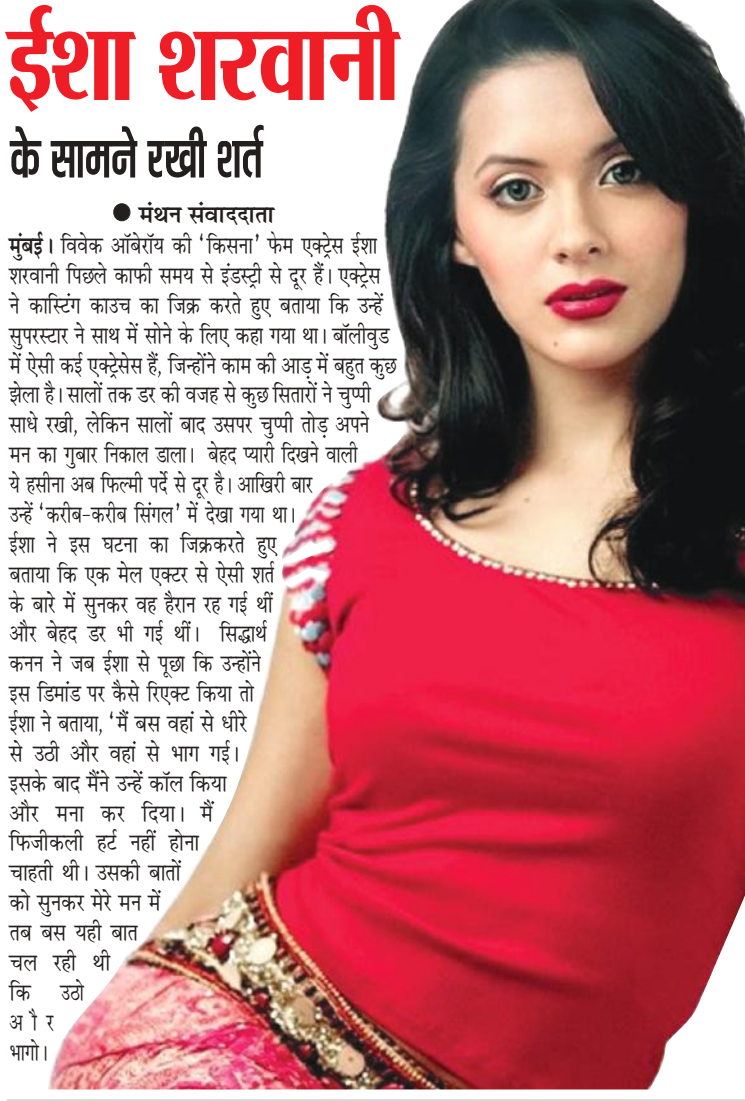 ईशा शरवानी
के सामने रखी शर्त
● मंथन संवाददाता
मुंबई। विवेक ऑबेरॉय की ‘किसना’ फेम एक्ट्रेस ईशा
शरवानी पिछले काफी समय से इंडस्ट्री से दूर हैं। एक्ट्रेस
ने कास्टिंग काउच का जिक्र करते हुए बताया कि उन्हें
सुपरस्टार ने साथ में सोने के लिए कहा गया था। बॉलीवुड
में ऐसी कई एक्ट्रेसेस हैं, जिन्होंने काम की आड़ में बहुत कुछ
झेला है। सालों तक डर की वजह से कुछ सितारों ने चुप्पी
साधे रखी, लेकिन सालों बाद उसपर चुप्पी तोड़ अपने
मन का गुबार निकाल डाला। बेहद प्यारी दिखने वाली
ये हसीना अब फिल्मी पर्दे से दूर है। आखिरी बार
उन्हें ‘करीब-करीब सिंगल’ में देखा गया था।
ईशा ने इस घटना का जिक्रकरते हुए
बताया कि एक मेल एक्टर से ऐसी शर्त
के बारे में सुनकर वह हैरान रह गई थीं
और बेहद डर भी गई थीं। सिद्धार्थ
कनन ने जब ईशा से पूछा कि उन्होंने
इस डिमांड पर कैसे रिएक्ट किया तो
ईशा ने बताया, ‘मैं बस वहां से धीरे
से उठी और वहां से भाग गई।
इसके बाद मैंने उन्हें कॉल किया
और मना कर दिया। मैं
फिजीकली हर्ट नहीं होना
चाहती थी। उसकी बातों
को सुनकर मेरे मन में
तब बस यही बात
चल रही थी
कि उठो
और
भागो।